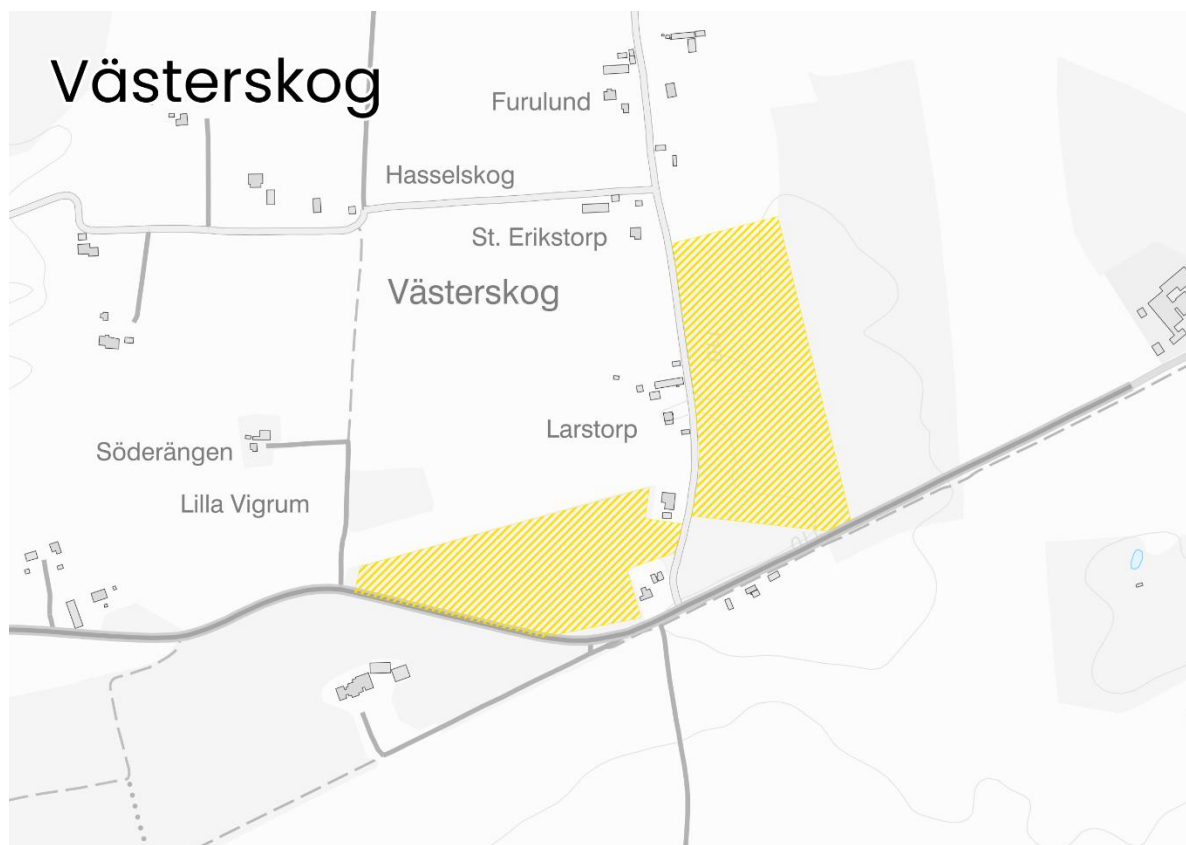 Västerskog
Furulund
Hasselskog
St. Erikstorp
Västerskog
Larstorp
Söderängen
Lilla Vigrum